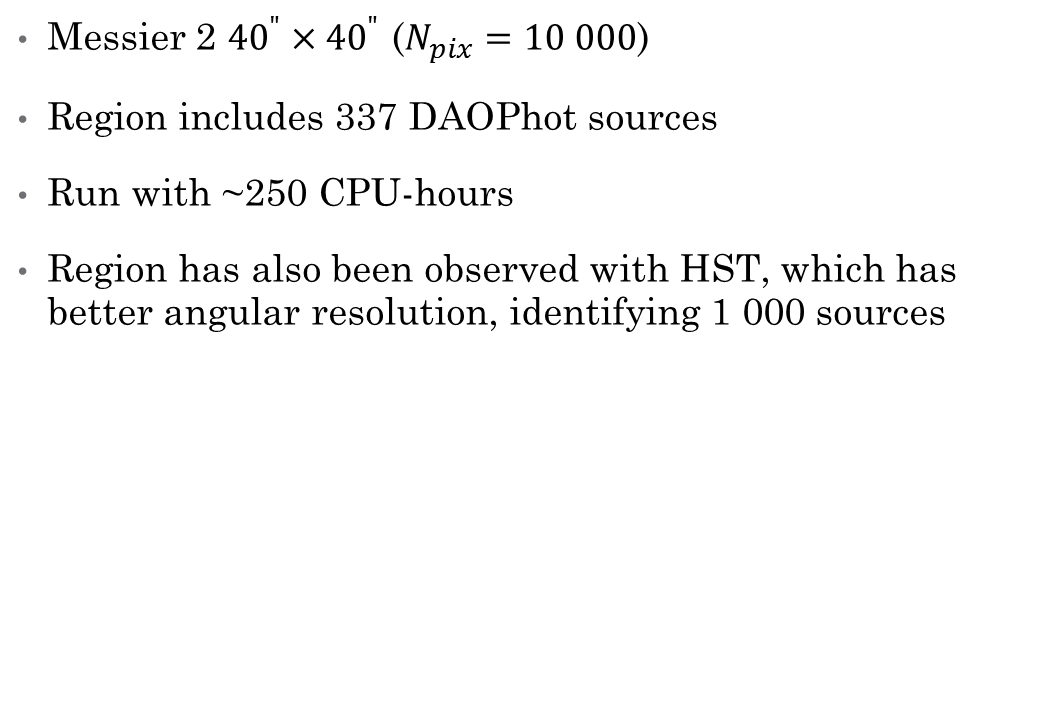 • Messier 2 40" × 40" (N_pix = 10 000)
• Region includes 337 DAOPhot sources
• Run with ~250 CPU-hours
• Region has also been observed with HST, which has
better angular resolution, identifying 1 000 sources